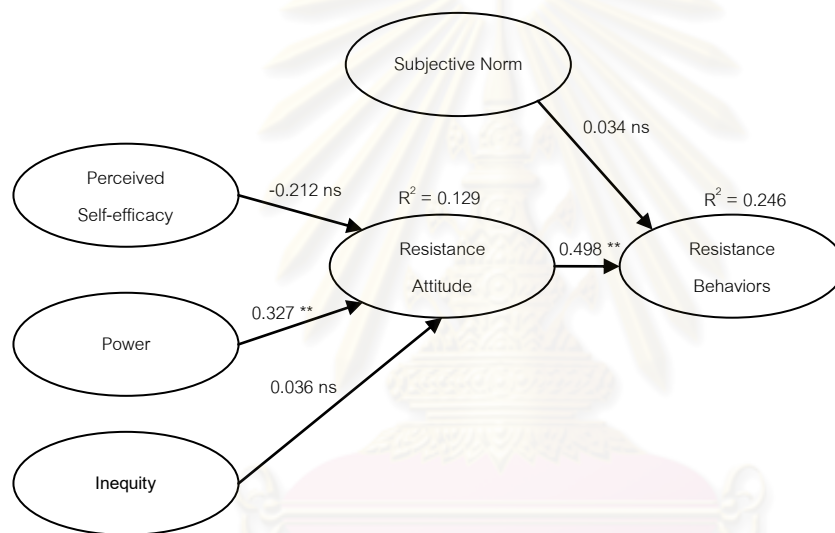 Subjective Norm
0.034 ns
Perceived
Self-efficacy
-0.212 ns
R² = 0.129
R² = 0.246
Resistance
Attitude
0.498 **
Resistance
Behaviors
Power
0.327 **
0.036 ns
Inequity